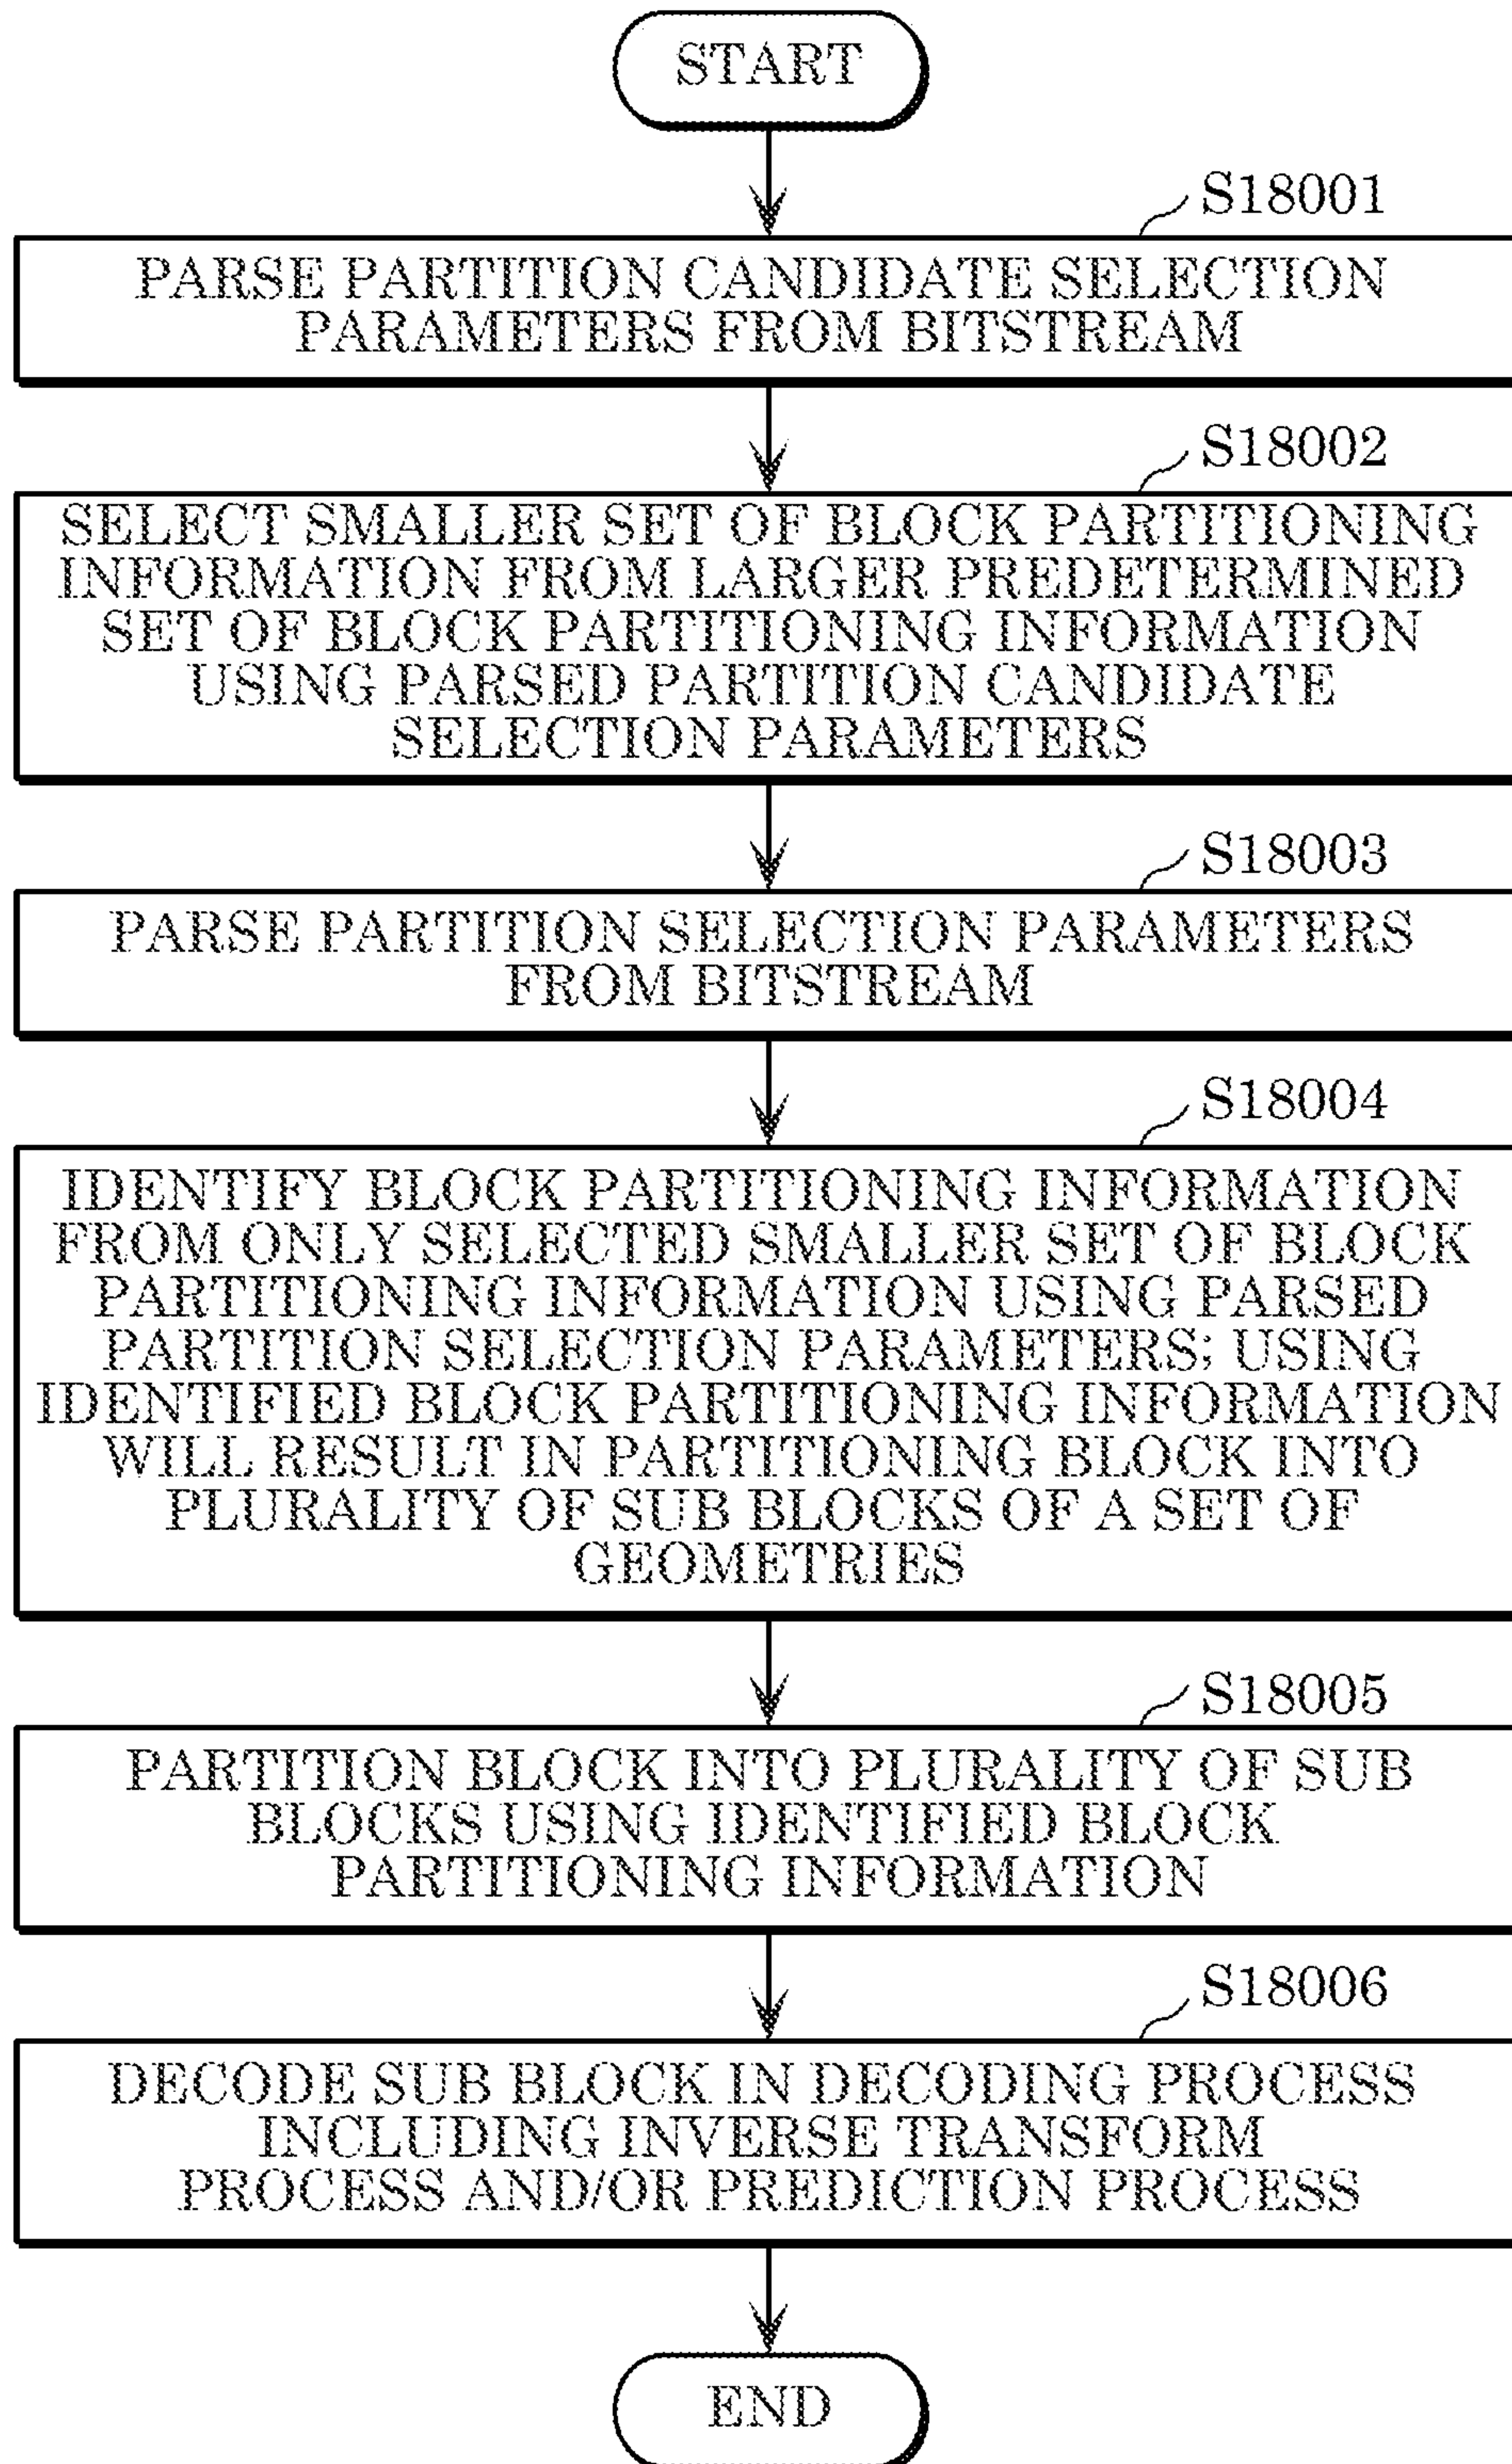 START
S18001
PARSE PARTITION CANDIDATE SELECTION
PARAMETERS FROM BITSTREAM
S18002
SELECT SMALLER SET OF BLOCK PARTITIONING
INFORMATION FROM LARGER PREDETERMINED
SET OF BLOCK PARTITIONING INFORMATION
USING PARSED PARTITION CANDIDATE
SELECTION PARAMETERS
S18003
PARSE PARTITION SELECTION PARAMETERS
FROM BITSTREAM
S18004
IDENTIFY BLOCK PARTITIONING INFORMATION
FROM ONLY SELECTED SMALLER SET OF BLOCK
PARTITIONING INFORMATION USING PARSED
PARTITION SELECTION PARAMETERS; USING
IDENTIFIED BLOCK PARTITIONING INFORMATION
WILL RESULT IN PARTITIONING BLOCK INTO
PLURALITY OF SUB BLOCKS OF A SET OF
GEOMETRIES
S18005
PARTITION BLOCK INTO PLURALITY OF SUB
BLOCKS USING IDENTIFIED BLOCK
PARTITIONING INFORMATION
S18006
DECODE SUB BLOCK IN DECODING PROCESS
INCLUDING INVERSE TRANSFORM
PROCESS AND/OR PREDICTION PROCESS
END